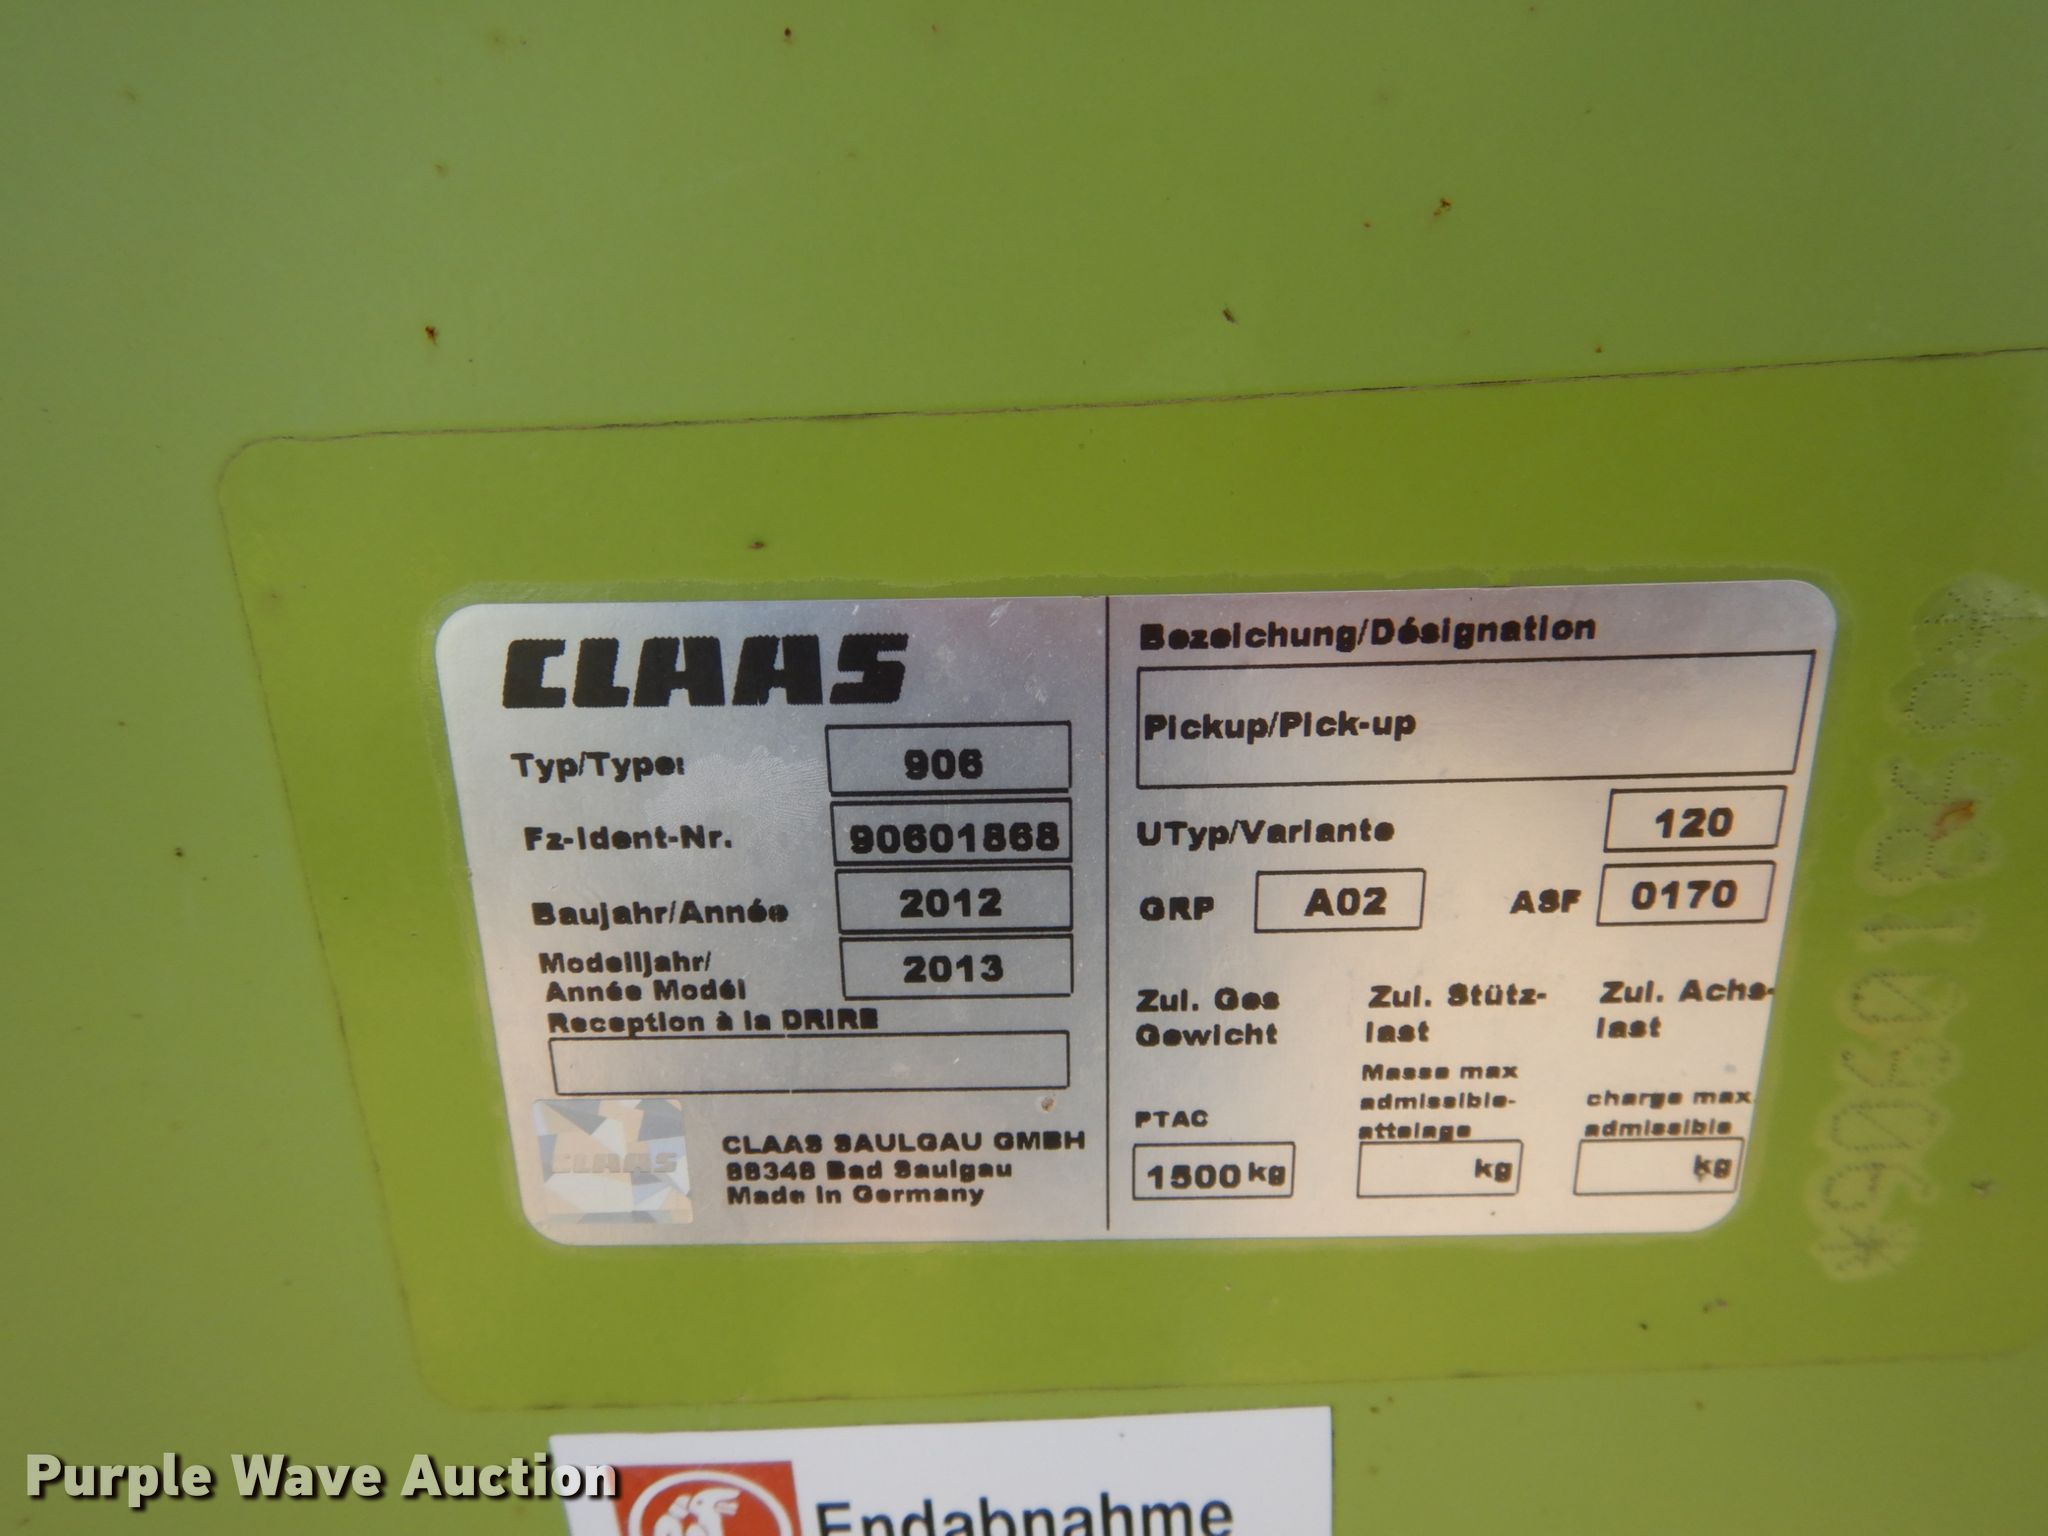 CLAAS
Typ/Type: 906
Fz-Ident-Nr. 90601868
Baujahr/Année 2012
Modelljahr/
Année Modél 2013
Reception à la DRIRE
CLAAS
CLAAS SAULGAU GMBH
88348 Bad Saulgau
Made in Germany
Bezeichung/Désignation
Pickup/Pick-up
UTyp/Variante 120
GRP A02 ASF 0170
Zul. Ges
Gewicht
PTAC
1500 kg
Zul. Stütz-
last
Masse max
admissible-
attelage
kg
Zul. Achs-
last
charge max.
admissible
kg
*90601868*
Endabnahme
Purple Wave Auction